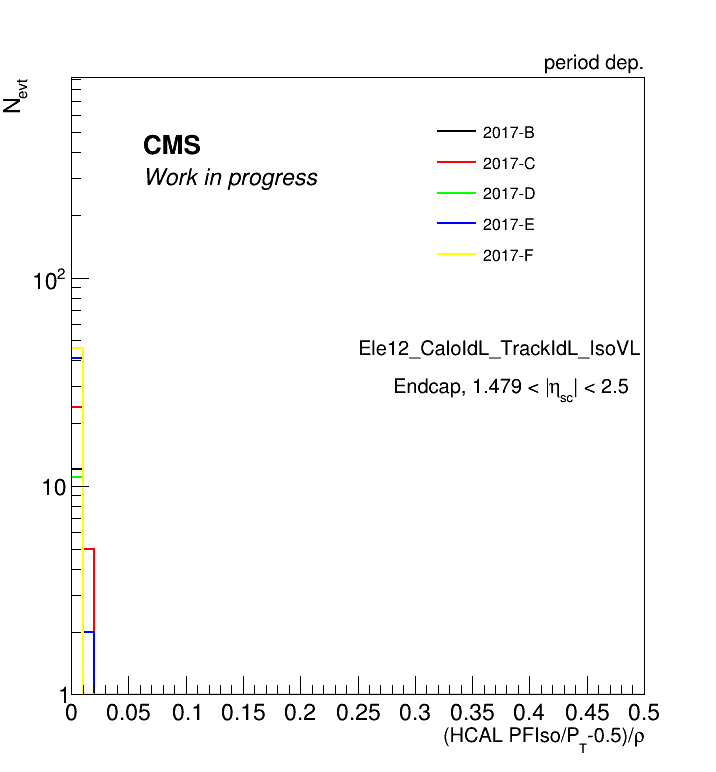 period dep.
N_evt
CMS
Work in progress
2017-B
2017-C
2017-D
2017-E
2017-F
10²
Ele12_CaloIdL_TrackIdL_IsoVL
Endcap, 1.479 < |η_sc| < 2.5
10
1
0 0.05 0.1 0.15 0.2 0.25 0.3 0.35 0.4 0.45 0.5
(HCAL PFIso/P_T-0.5)/ρ